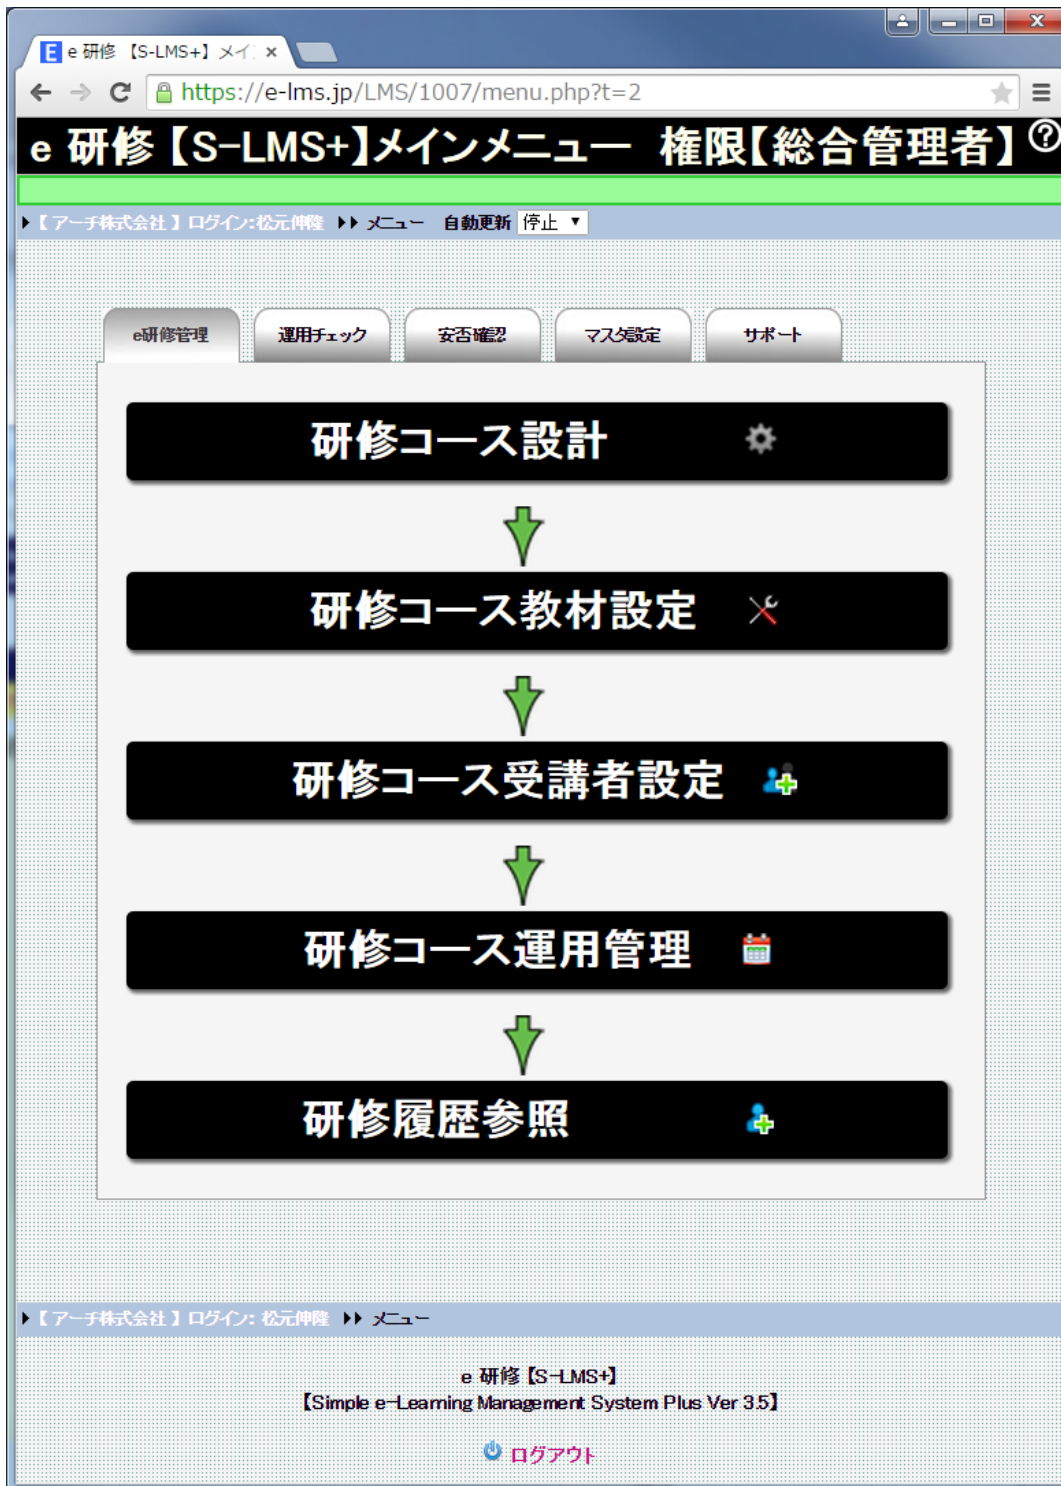 e 研修 【S-LMS+】 メイ
https://e-lms.jp/LMS/1007/menu.php?t=2
e 研修 【S-LMS+】メインメニュー 権限【総合管理者】
【 アーチ株式会社 】 ログイン:松元伸隆 メニュー 自動更新 停止
e研修管理 運用チェック 安否確認 マスタ設定 サポート
研修コース設計
研修コース教材設定
研修コース受講者設定
研修コース運用管理
研修履歴参照
【 アーチ株式会社 】 ログイン: 松元伸隆 メニュー
e 研修 【S-LMS+】
【Simple e-Learning Management System Plus Ver 3.5】
ログアウト